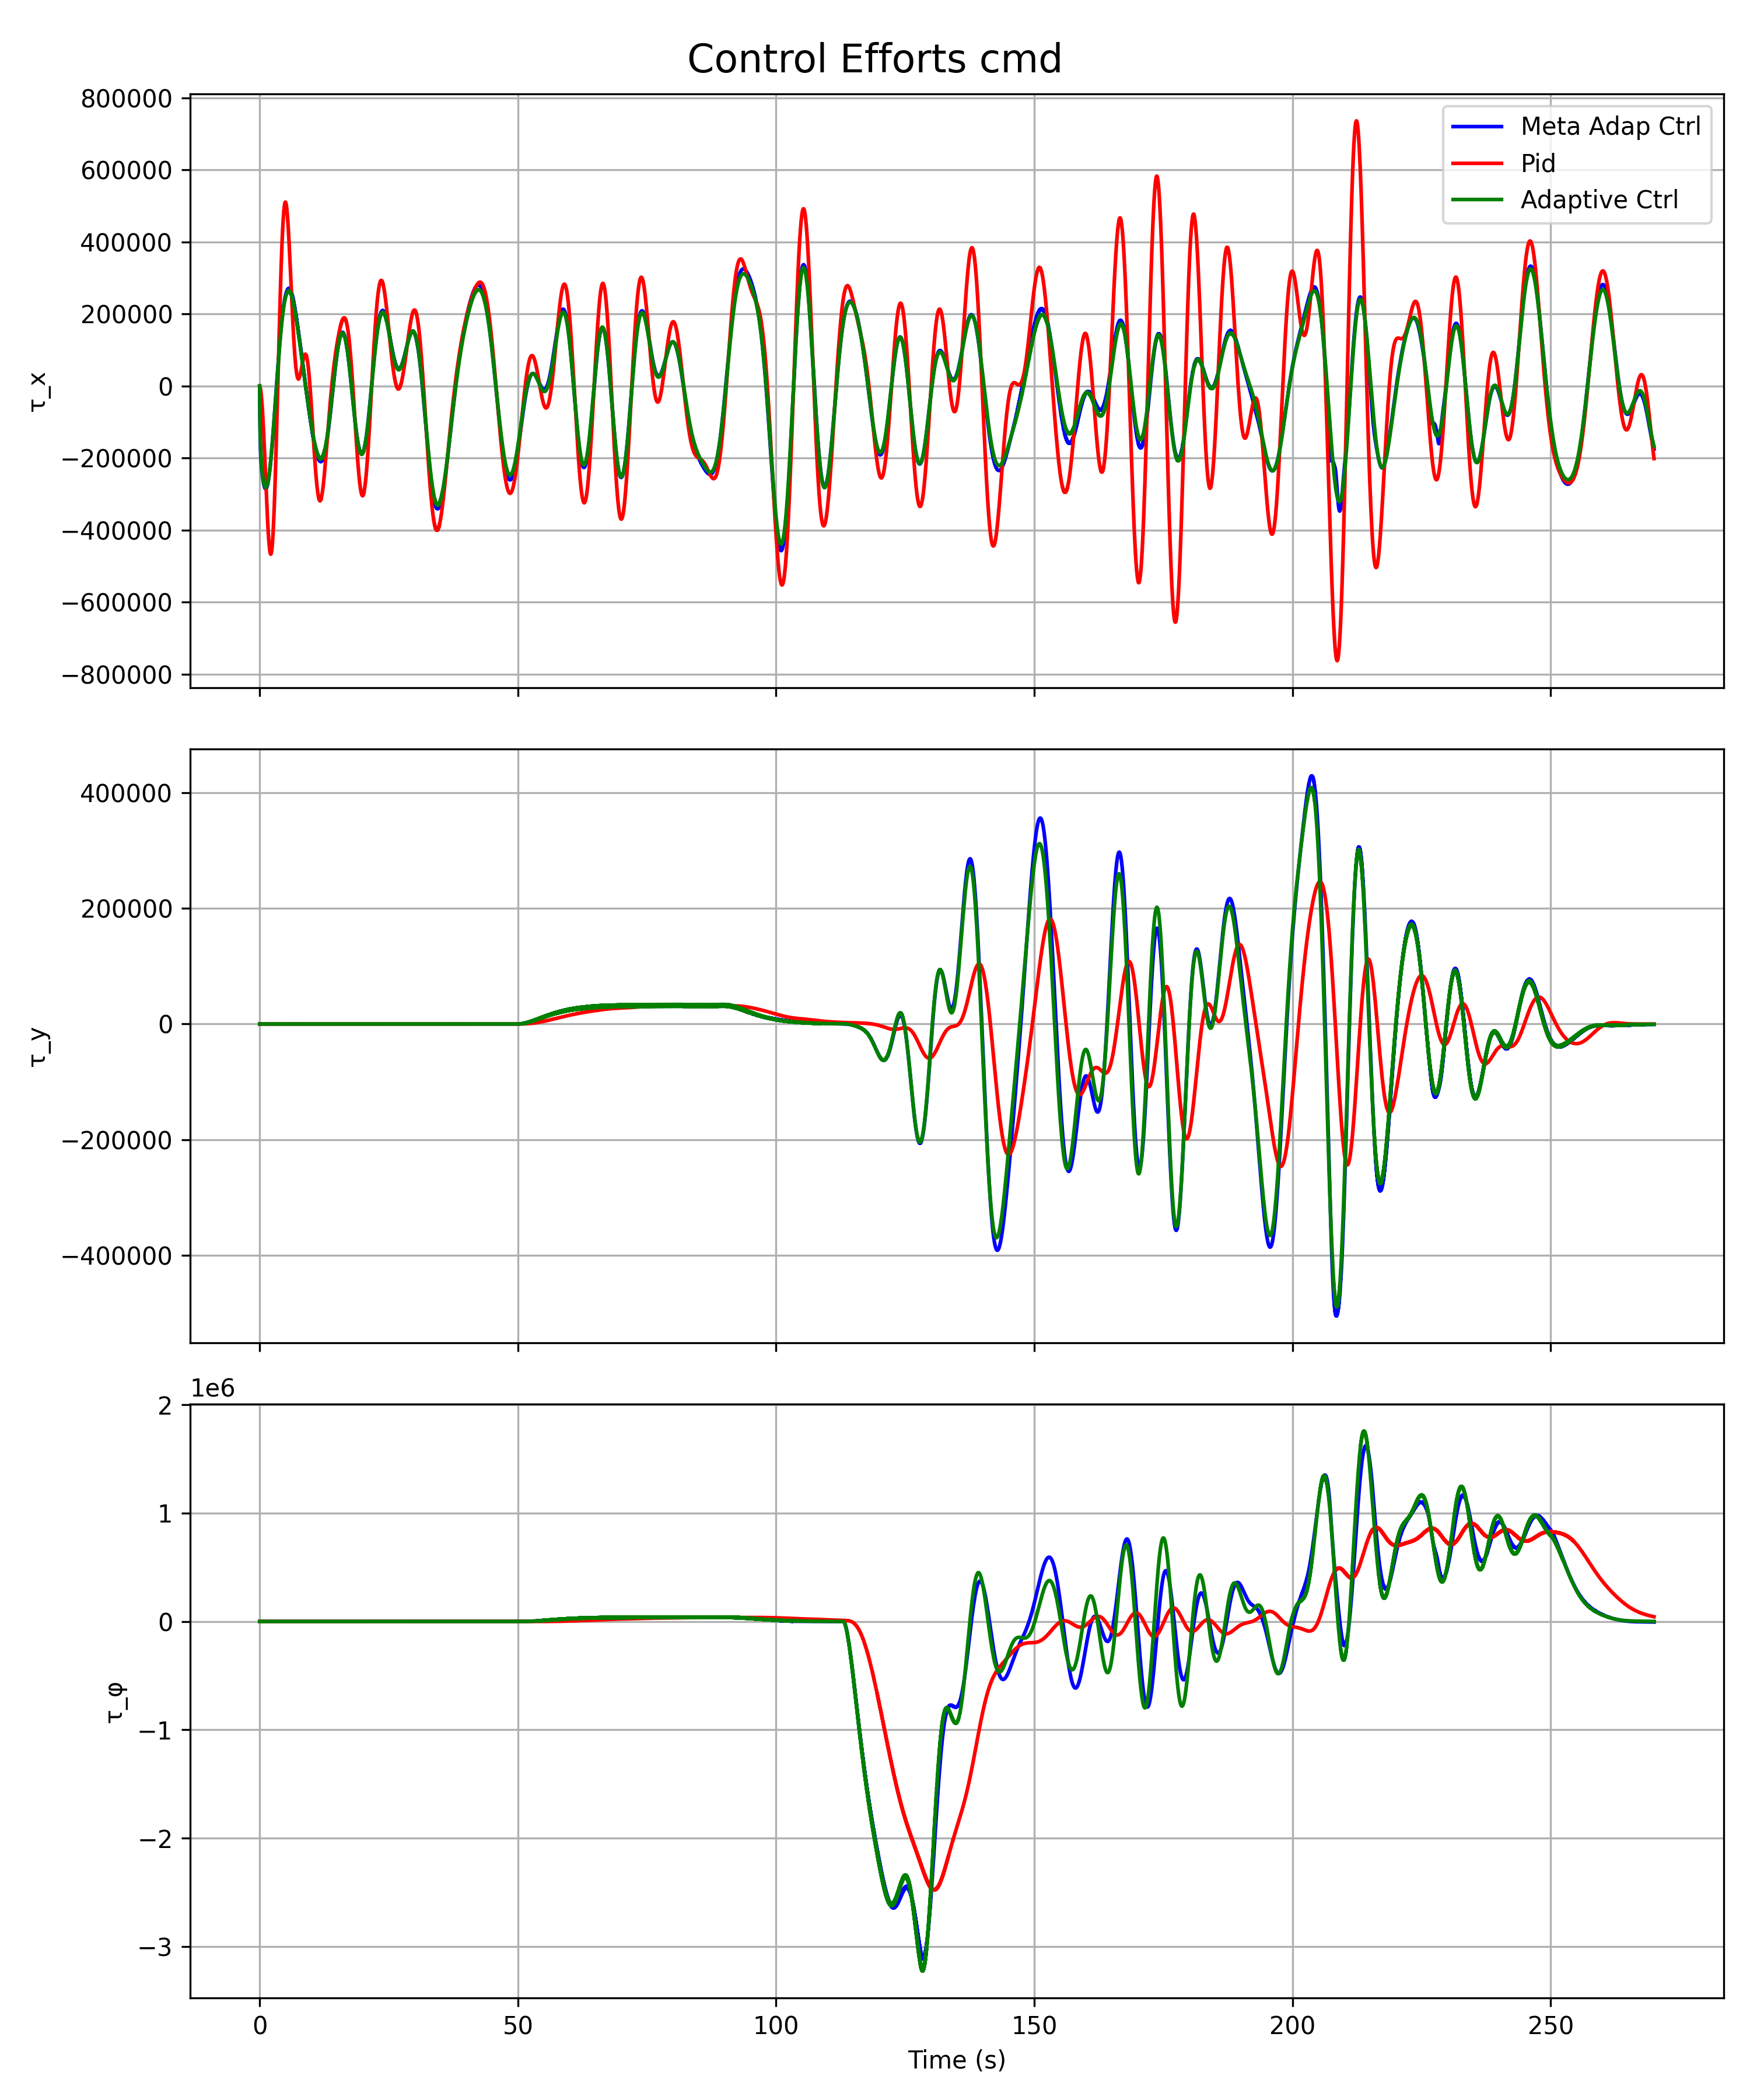 Control Efforts cmd
800000
600000
400000
200000
0
−200000
−400000
−600000
−800000
τ_x
Meta Adap Ctrl
Pid
Adaptive Ctrl
400000
200000
0
−200000
−400000
τ_y
1e6
2
1
0
−1
−2
−3
τ_φ
0 50 100 150 200 250
Time (s)